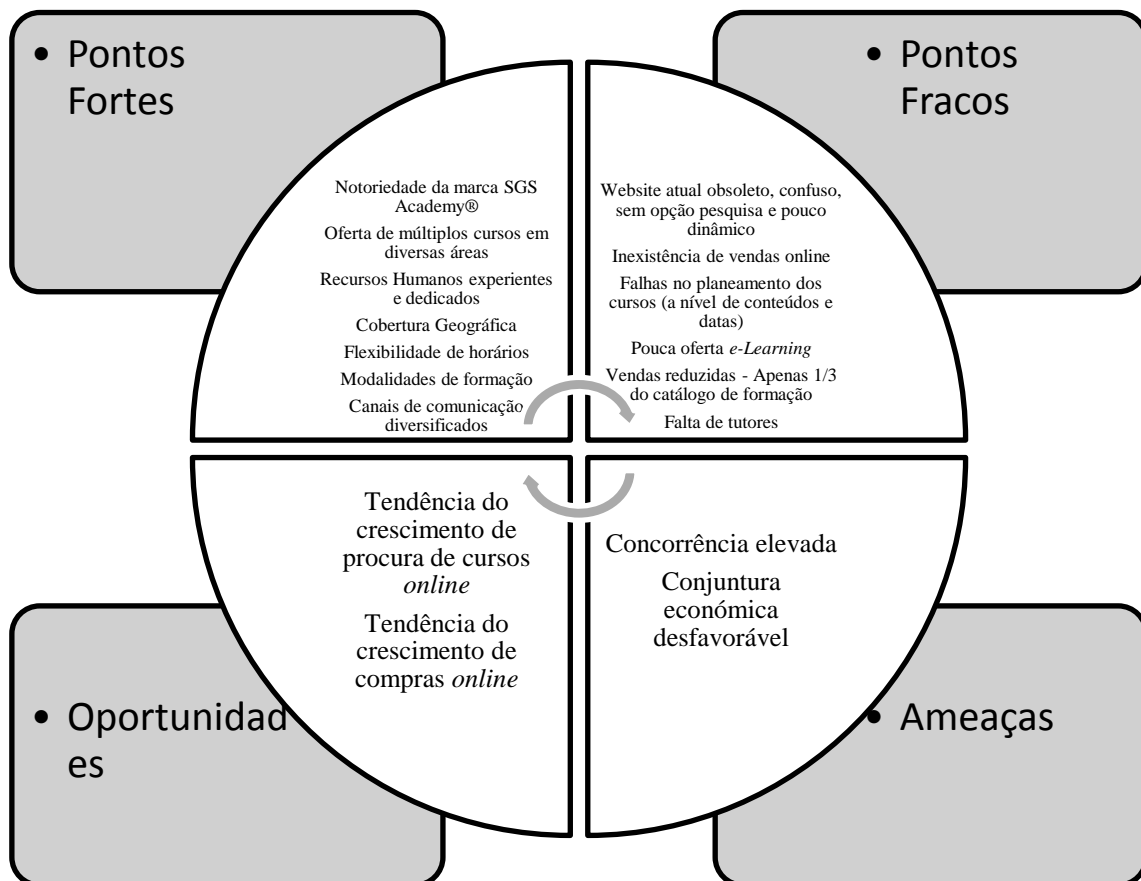 • Pontos
Fortes
• Pontos
Fracos
Notoriedade da marca SGS
Academy®
Oferta de múltiplos cursos em
diversas áreas
Recursos Humanos experientes
e dedicados
Cobertura Geográfica
Flexibilidade de horários
Modalidades de formação
Canais de comunicação
diversificados
Website atual obsoleto, confuso,
sem opção pesquisa e pouco
dinâmico
Inexistência de vendas online
Falhas no planeamento dos
cursos (a nível de conteúdos e
datas)
Pouca oferta e-Learning
Vendas reduzidas - Apenas 1/3
do catálogo de formação
Falta de tutores
Tendência do
crescimento de
procura de cursos
online
Tendência do
crescimento de
compras online
Concorrência elevada
Conjuntura
económica
desfavorável
• Oportunidad
es
• Ameaças